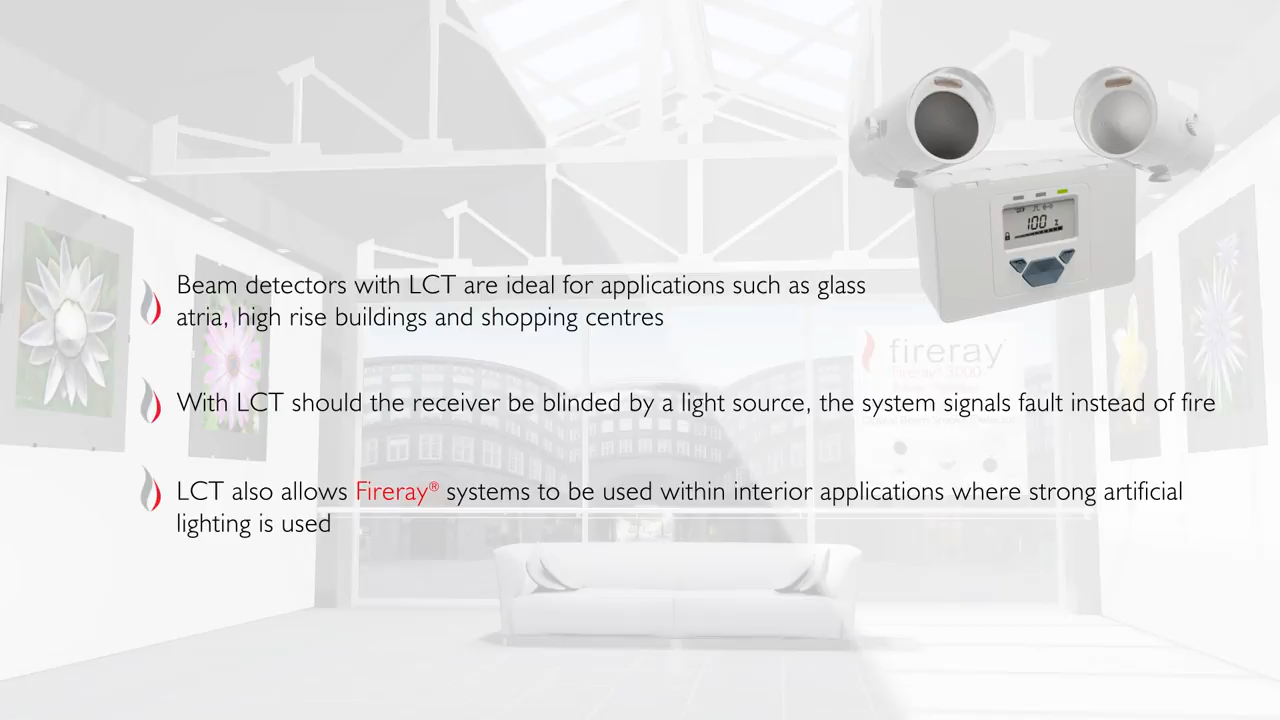 100
Beam detectors with LCT are ideal for applications such as glass
atria, high rise buildings and shopping centres
fireray
fireray® 3000
With LCT should the receiver be blinded by a light source, the system signals fault instead of fire
LCT also allows Fireray® systems to be used within interior applications where strong artificial
lighting is used